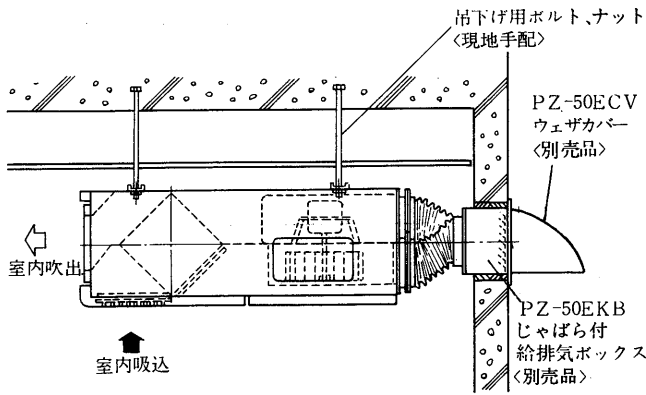 吊下げ用ボルト、ナット
〈現地手配〉
PZ-50ECV
ウェザカバー
〈別売品〉
室内吹出
室内吸込
PZ-50EKB
じゃばら付
給排気ボックス
〈別売品〉